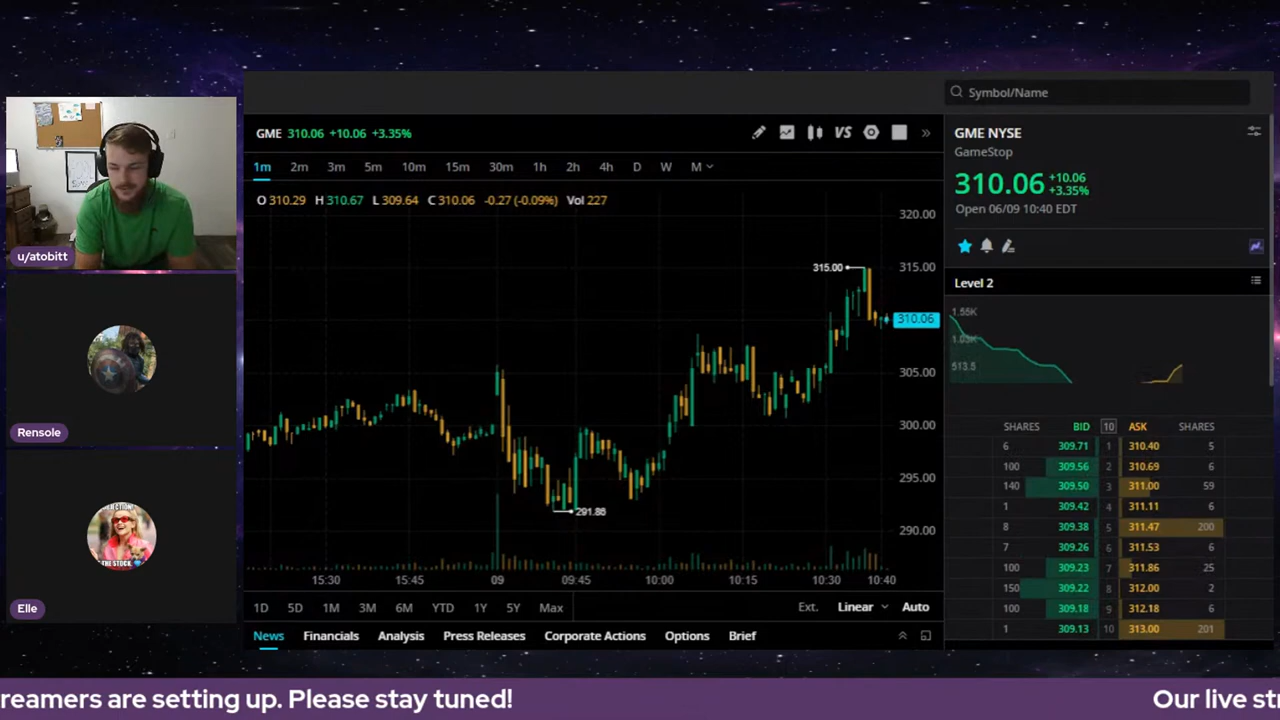 u/atobitt
Rensole
THE STOCK
Elle
GME 310.06 +10.06 +3.35%
VS
1m 2m 3m 5m 10m 15m 30m 1h 2h 4h D W M
O 310.29 H 310.67 L 309.64 C 310.06 -0.27 (-0.09%) Vol 227
320.00
315.00
315.00
310.06
305.00
300.00
295.00
291.86
290.00
15:30 15:45 09 09:45 10:00 10:15 10:30 10:40
1D 5D 1M 3M 6M YTD 1Y 5Y Max
Ext. Linear Auto
News Financials Analysis Press Releases Corporate Actions Options Brief
Symbol/Name
GME NYSE
GameStop
310.06 +10.06
+3.35%
Open 06/09 10:40 EDT
Level 2
1.55K
1.03K
513.5
SHARES BID 10 ASK SHARES
6 309.71 1 310.40 5
100 309.56 2 310.69 6
140 309.50 3 311.00 59
1 309.42 4 311.11 6
8 309.38 5 311.47 200
7 309.26 6 311.53 6
100 309.23 7 311.86 25
150 309.22 8 312.00 2
100 309.18 9 312.18 6
1 309.13 10 313.00 201
reamers are setting up. Please stay tuned! Our live str